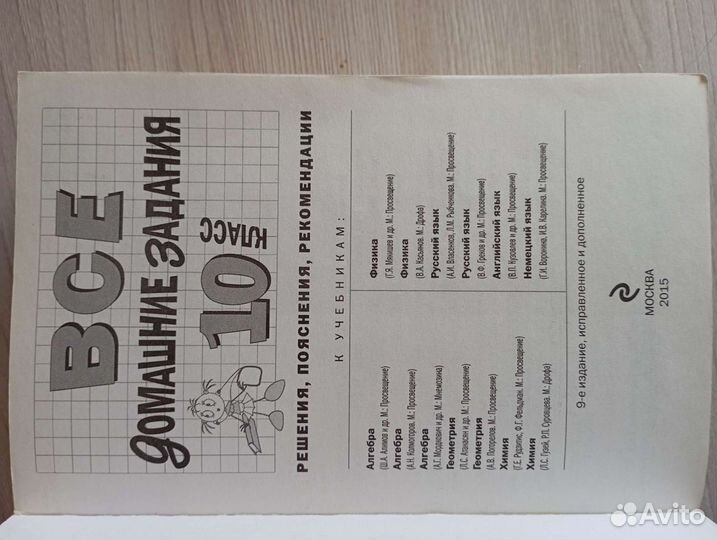 ВСЕ
ДОМАШНИЕ ЗАДАНИЯ
10 КЛАСС
РЕШЕНИЯ, ПОЯСНЕНИЯ, РЕКОМЕНДАЦИИ
К УЧЕБНИКАМ:
Алгебра
(Ш.А. Алимов и др. М.: Просвещение)
Алгебра
(А.Н. Колмогоров. М.: Просвещение)
Алгебра
(А.Г. Мордкович и др. М.: Мнемозина)
Геометрия
(Л.С. Атанасян и др. М.: Просвещение)
Геометрия
(А.В. Погорелов. М.: Просвещение)
Химия
(Г.Е. Рудзитис, Ф.Г. Фельдман. М.: Просвещение)
Химия
(Л.С. Гузей, Р.П. Суровцева. М.: Дрофа)
Физика
(Г.Я. Мякишев и др. М.: Просвещение)
Физика
(В.А. Касьянов. М.: Дрофа)
Русский язык
(А.И. Власенков, Л.М. Рыбченкова. М.: Просвещение)
Русский язык
(В.Ф. Греков и др. М.: Просвещение)
Английский язык
(В.П. Кузовлев и др. М.: Просвещение)
Немецкий язык
(Г.И. Воронина, И.В. Карелина. М.: Просвещение)
9-е издание, исправленное и дополненное
МОСКВА
2015
Avito